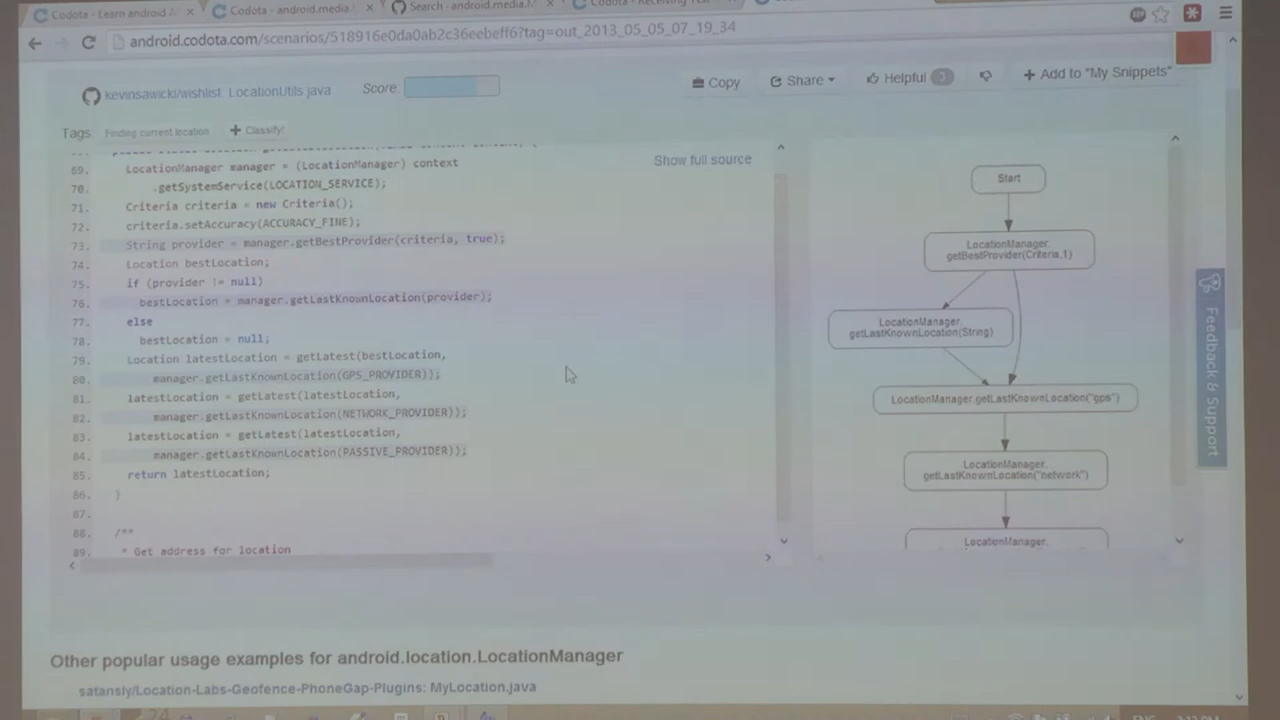 Codota - Learn android
Codota - android.media
Search - android.media.
android.codota.com/scenarios/518916e0da0ab2c36eebeff6?tag=out_2013_05_05_07_19_34
kevinsawicki/wishlist LocationUtils java
Score:
Copy
Share
Helpful 3
Add to "My Snippets"
Tags
Finding current location
Classify!
Show full source
69. LocationManager manager = (LocationManager) context
70. .getSystemService(LOCATION_SERVICE);
71. Criteria criteria = new Criteria();
72. criteria.setAccuracy(ACCURACY_FINE);
73. String provider = manager.getBestProvider(criteria, true);
74. Location bestLocation;
75. if (provider != null)
76. bestLocation = manager.getLastKnownLocation(provider);
77. else
78. bestLocation = null;
79. Location latestLocation = getLatest(bestLocation,
80. manager.getLastKnownLocation(GPS_PROVIDER));
81. latestLocation = getLatest(latestLocation,
82. manager.getLastKnownLocation(NETWORK_PROVIDER));
83. latestLocation = getLatest(latestLocation,
84. manager.getLastKnownLocation(PASSIVE_PROVIDER));
85. return latestLocation;
86. }
87.
88. /**
89. * Get address for location
Start
LocationManager.
getBestProvider(Criteria,1)
LocationManager.
getLastKnownLocation(String)
LocationManager.getLastKnownLocation("gps")
LocationManager.
getLastKnownLocation("network")
LocationManager.
Feedback & Support
Other popular usage examples for android.location.LocationManager
satansly/Location-Labs-Geofence-PhoneGap-Plugins: MyLocation.java